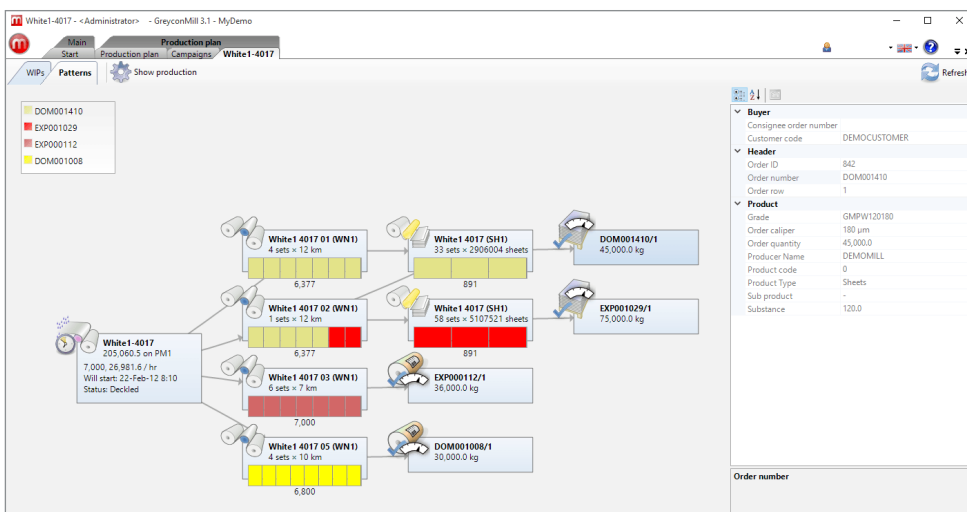 White1-4017 - <Administrator> - GreyconMill 3.1 - MyDemo
Main
Production plan
Start
Production plan
Campaigns
White1-4017
WIPs
Patterns
Show production
Refresh
DOM001410
EXP001029
EXP000112
DOM001008
White1-4017
205,060.5 on PM1
7,000, 26,981.6 / hr
Will start: 22-Feb-12 8:10
Status: Deckled
White1 4017 01 (WN1)
4 sets × 12 km
6,377
White1 4017 (SH1)
33 sets × 2906004 sheets
891
DOM001410/1
45,000.0 kg
White1 4017 02 (WN1)
1 sets × 12 km
6,377
White1 4017 (SH1)
58 sets × 5107521 sheets
891
EXP001029/1
75,000.0 kg
White1 4017 03 (WN1)
6 sets × 7 km
7,000
EXP000112/1
36,000.0 kg
White1 4017 05 (WN1)
4 sets × 10 km
6,800
DOM001008/1
30,000.0 kg
Buyer
Consignee order number
Customer code DEMOCUSTOMER
Header
Order ID 842
Order number DOM001410
Order row 1
Product
Grade GMPW120180
Order caliper 180 µm
Order quantity 45,000.0
Producer Name DEMOMILL
Product code 0
Product Type Sheets
Sub product -
Substance 120.0
Order number